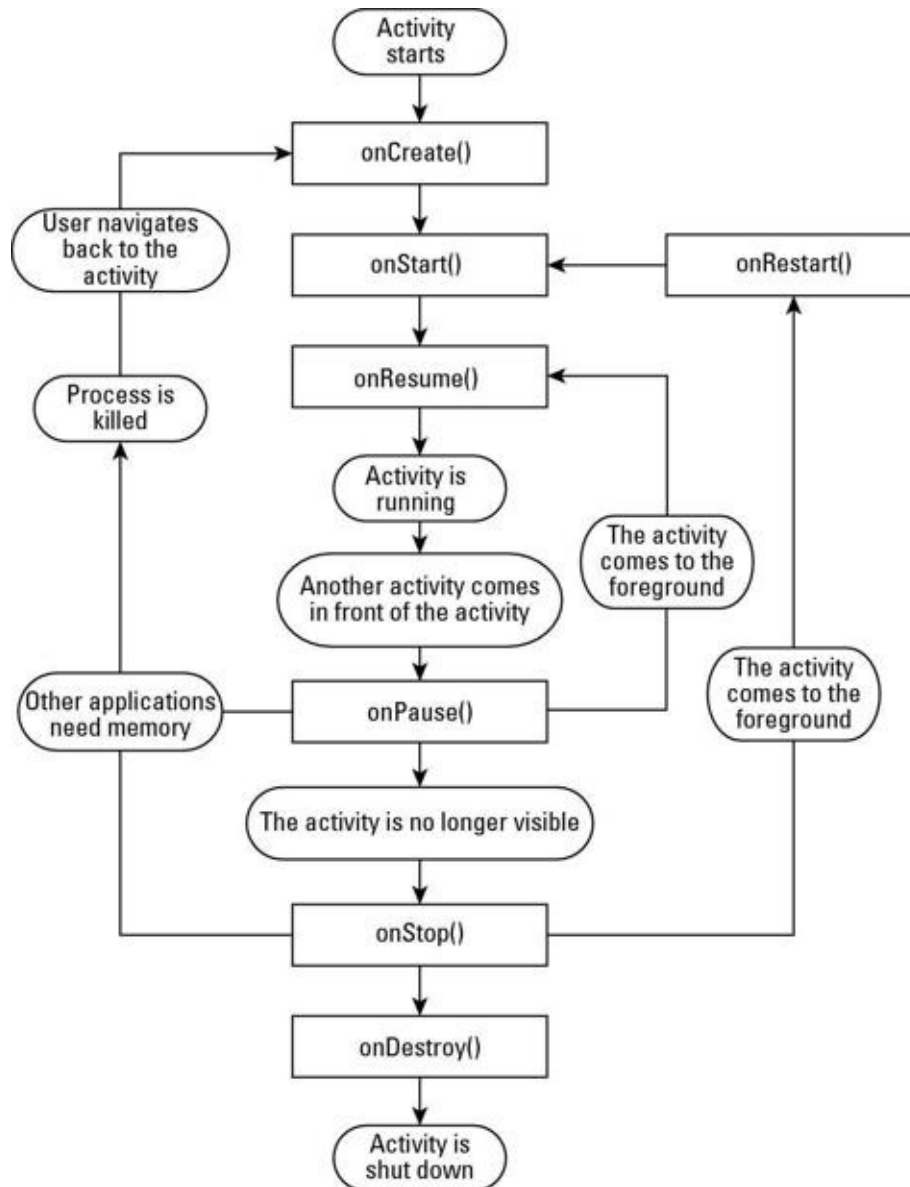 Activity
starts
onCreate()
User navigates
back to the
activity
onStart()
onRestart()
onResume()
Process is
killed
Activity is
running
The activity
comes to the
foreground
Another activity comes
in front of the activity
Other applications
need memory
onPause()
The activity
comes to the
foreground
The activity is no longer visible
onStop()
onDestroy()
Activity is
shut down